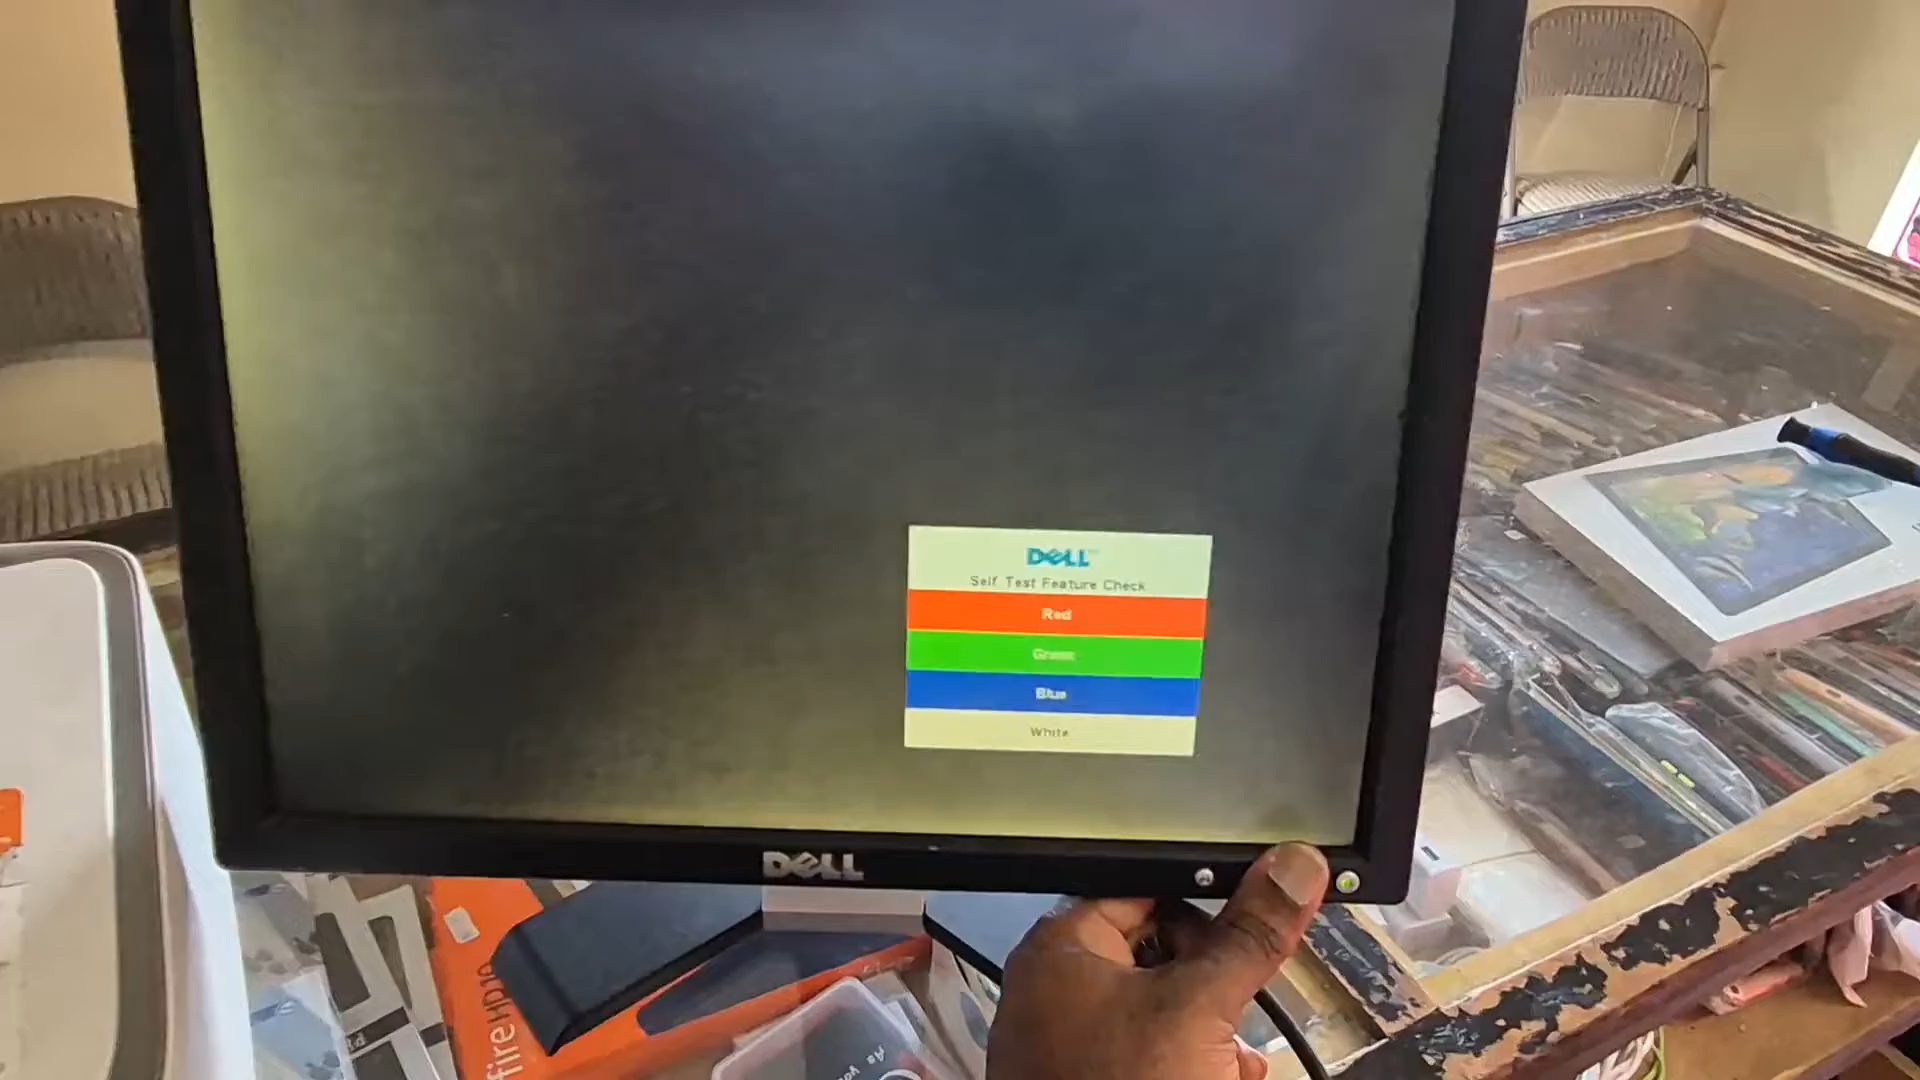 DELL
Self Test Feature Check
Red
Green
Blue
White
DELL
fire HD 10